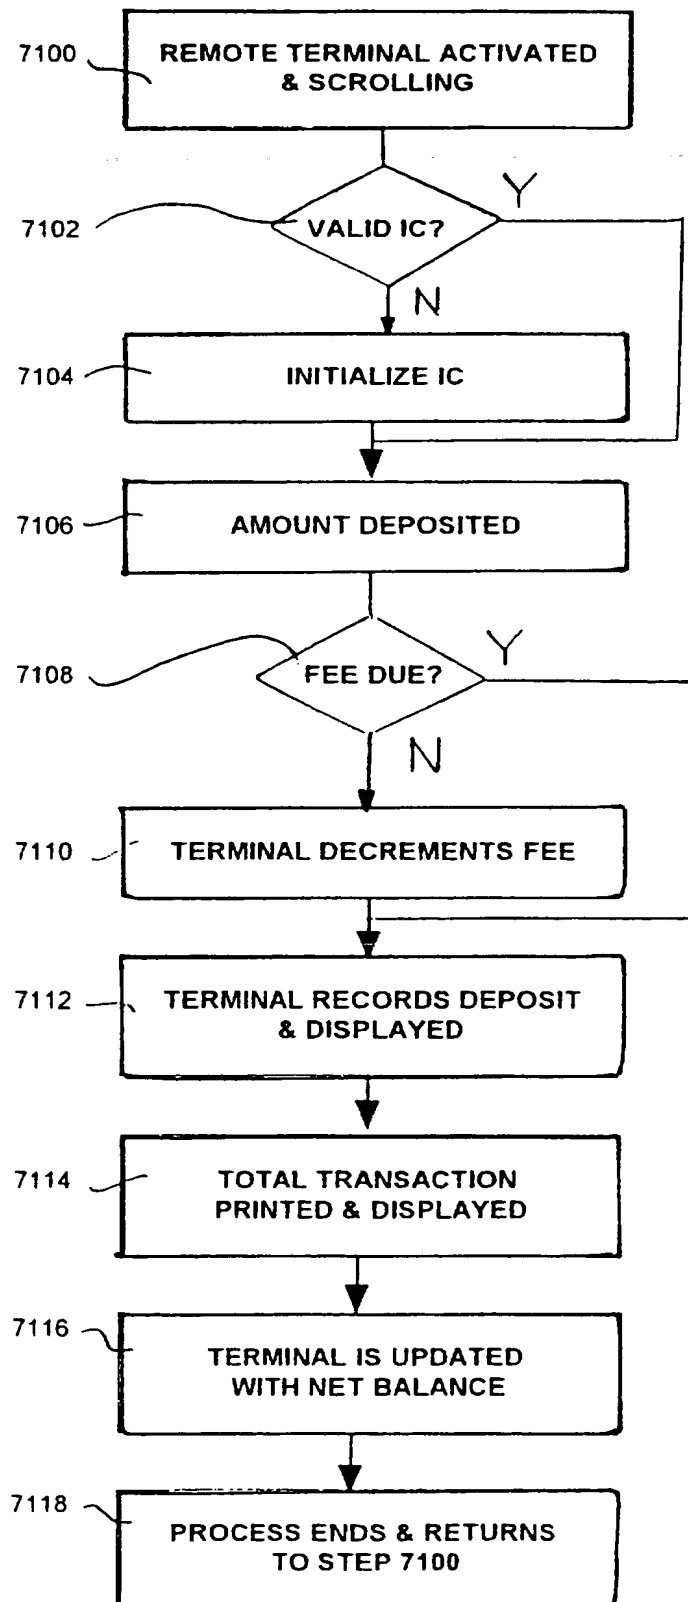 7100
REMOTE TERMINAL ACTIVATED
& SCROLLING
7102
VALID IC?
Y
N
7104
INITIALIZE IC
7106
AMOUNT DEPOSITED
7108
FEE DUE?
Y
N
7110
TERMINAL DECREMENTS FEE
7112
TERMINAL RECORDS DEPOSIT
& DISPLAYED
7114
TOTAL TRANSACTION
PRINTED & DISPLAYED
7116
TERMINAL IS UPDATED
WITH NET BALANCE
7118
PROCESS ENDS & RETURNS
TO STEP 7100